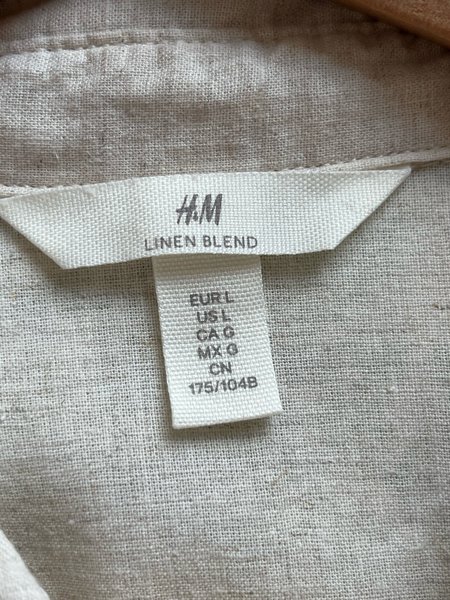 H&M
LINEN BLEND
EUR L
US L
CA G
MX G
CN
175/104B